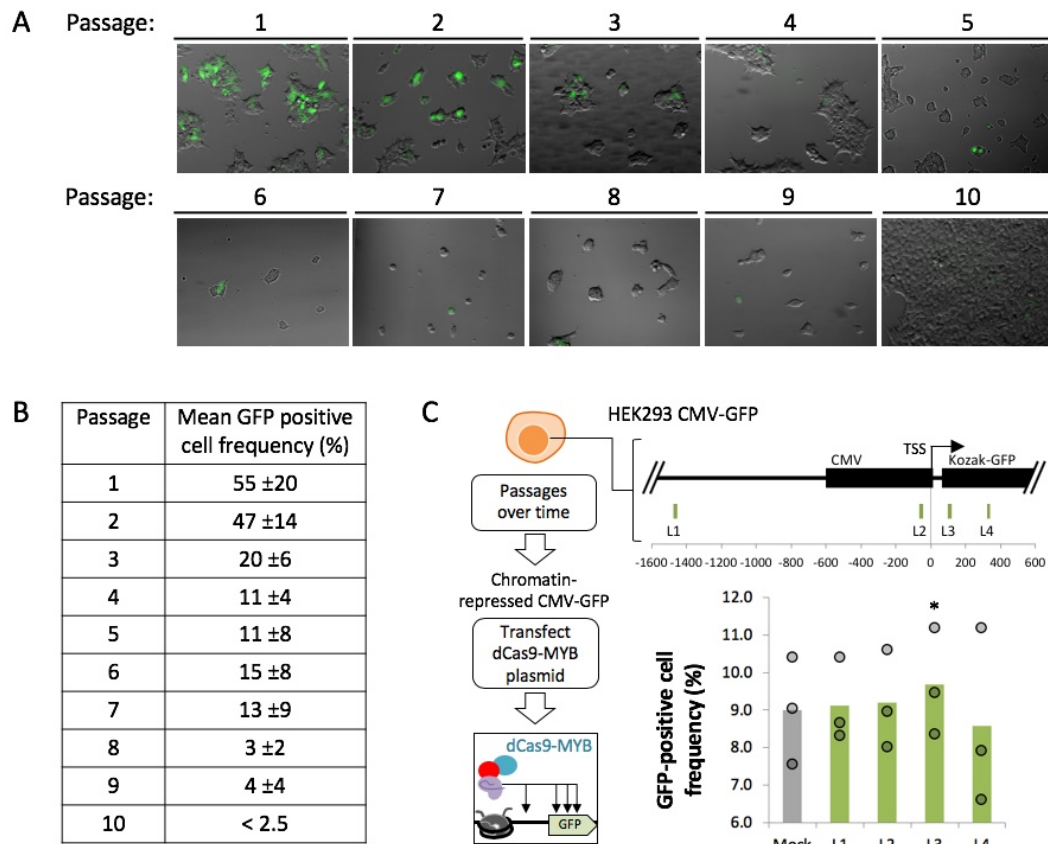 A
Passage: 1 2 3 4 5
Passage: 6 7 8 9 10
B
Passage Mean GFP positive
cell frequency (%)
1 55 ±20
2 47 ±14
3 20 ±6
4 11 ±4
5 11 ±8
6 15 ±8
7 13 ±9
8 3 ±2
9 4 ±4
10 < 2.5
C
HEK293 CMV-GFP
CMV TSS Kozak-GFP
L1 L2 L3 L4
-1600 -1400 -1200 -1000 -800 -600 -400 -200 0 200 400 600
Passages
over time
Chromatin-
repressed CMV-GFP
Transfect
dCas9-MYB
plasmid
dCas9-MYB
GFP
GFP-positive cell
frequency (%)
12.0
11.0
10.0
9.0
8.0
7.0
6.0
*
Mock L1 L2 L3 L4